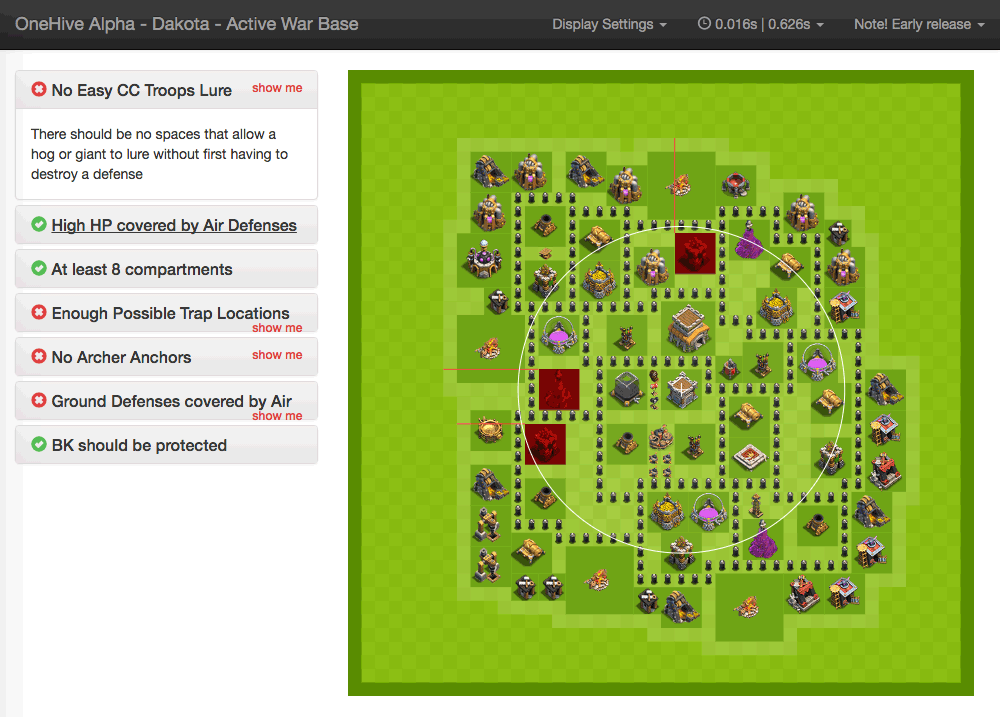 OneHive Alpha - Dakota - Active War Base
Display Settings
0.016s | 0.626s
Note! Early release
No Easy CC Troops Lure
show me
There should be no spaces that allow a
hog or giant to lure without first having to
destroy a defense
High HP covered by Air Defenses
At least 8 compartments
Enough Possible Trap Locations
show me
No Archer Anchors
show me
Ground Defenses covered by Air
show me
BK should be protected